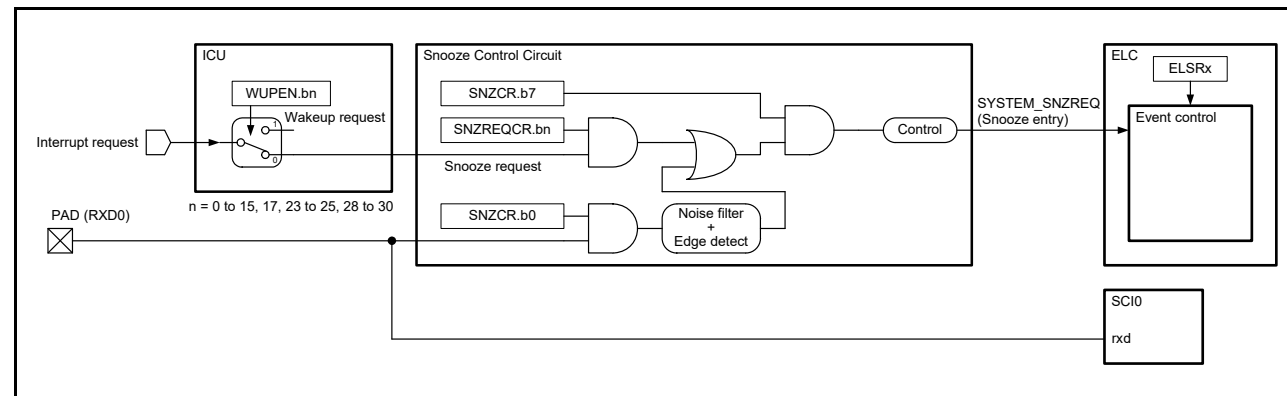 ICU
WUPEN.bn
1
Wakeup request
0
Interrupt request
n = 0 to 15, 17, 23 to 25, 28 to 30
PAD (RXD0)
Snooze Control Circuit
SNZCR.b7
SNZREQCR.bn
Snooze request
SNZCR.b0
Noise filter
+
Edge detect
Control
SYSTEM_SNZREQ
(Snooze entry)
ELC
ELSRx
Event control
SCI0
rxd